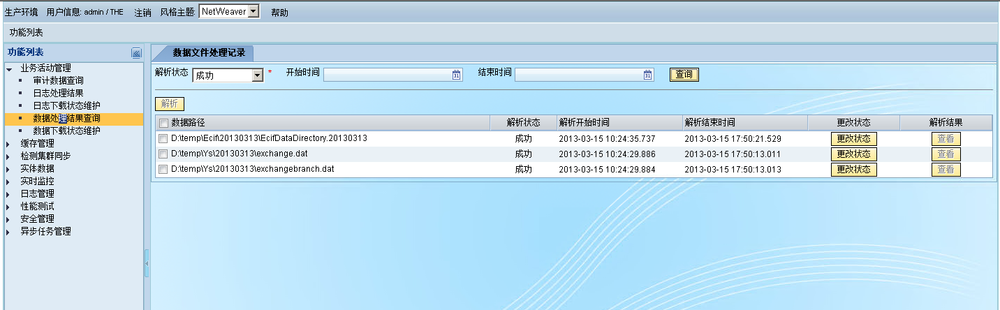 生产环境 用户信息: admin / THE 注销 风格主题: NetWeaver 帮助
功能列表
功能列表
业务活动管理
审计数据查询
日志处理结果
日志下载状态维护
数据处理结果查询
数据下载状态维护
缓存管理
检测集群同步
实体数据
实时监控
日志管理
性能测试
安全管理
异步任务管理
数据文件处理记录
解析状态 成功 * 开始时间 31 结束时间 31 查询
解析
数据路径 解析状态 解析开始时间 解析结束时间 更改状态 解析结果
D:\temp\Ecif\20130313\EcifDataDirectory.20130313 成功 2013-03-15 10:24:35.737 2013-03-15 17:50:21.529 更改状态 查看
D:\temp\Ys\20130313\exchange.dat 成功 2013-03-15 10:24:29.886 2013-03-15 17:50:13.011 更改状态 查看
D:\temp\Ys\20130313\exchangebranch.dat 成功 2013-03-15 10:24:29.884 2013-03-15 17:50:13.013 更改状态 查看